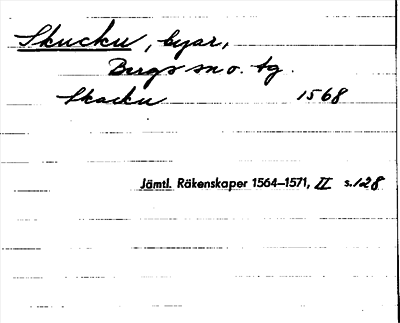 Skucku, byar,
Bergs sn o. tg.
Skacku 1568
Jämtl. Räkenskaper 1564–1571, II s.128